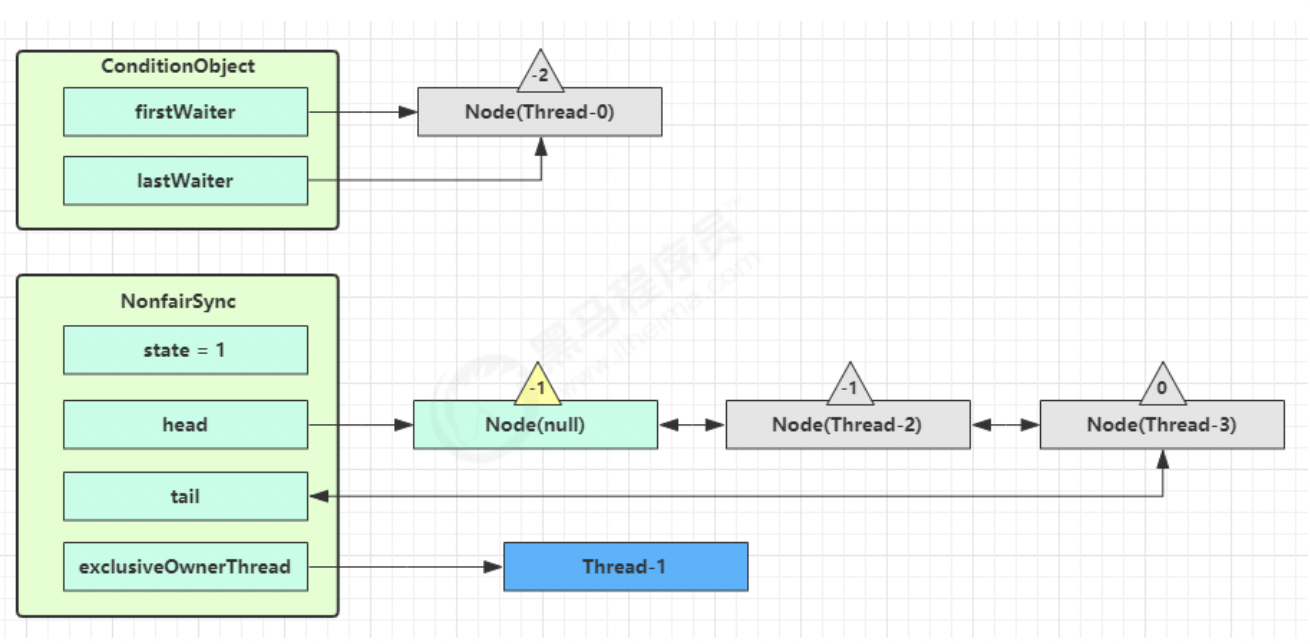 ConditionObject
-2
firstWaiter
Node(Thread-0)
lastWaiter
NonfairSync
state = 1
-1
-1
0
head
Node(null)
Node(Thread-2)
Node(Thread-3)
tail
exclusiveOwnerThread
Thread-1
黑马程序员
www.itheima.com